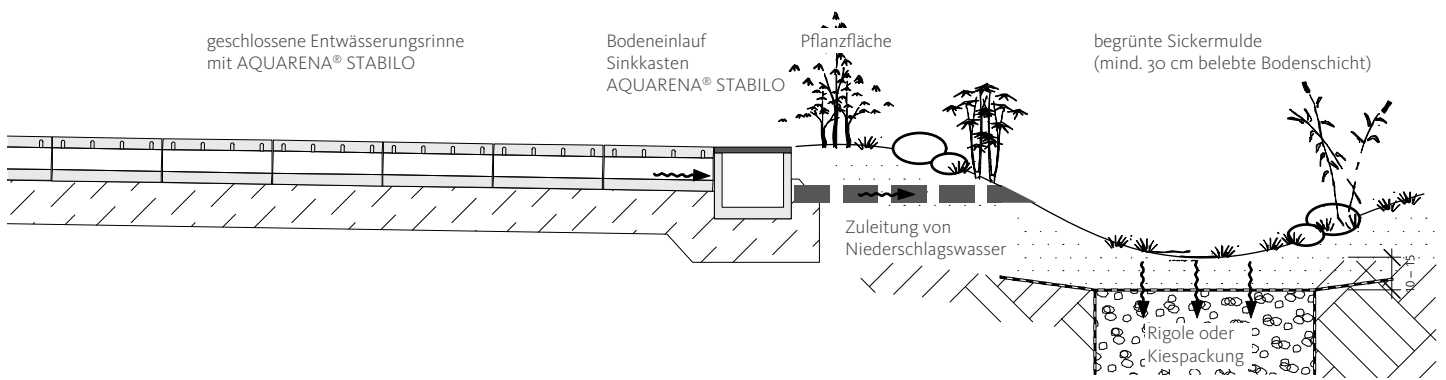 geschlossene Entwässerungsrinne
mit AQUARENA® STABILO
Bodeneinlauf
Sinkkasten
AQUARENA® STABILO
Pflanzfläche
begrünte Sickermulde
(mind. 30 cm belebte Bodenschicht)
Zuleitung von
Niederschlagswasser
10 – 15
Rigole oder
Kiespackung